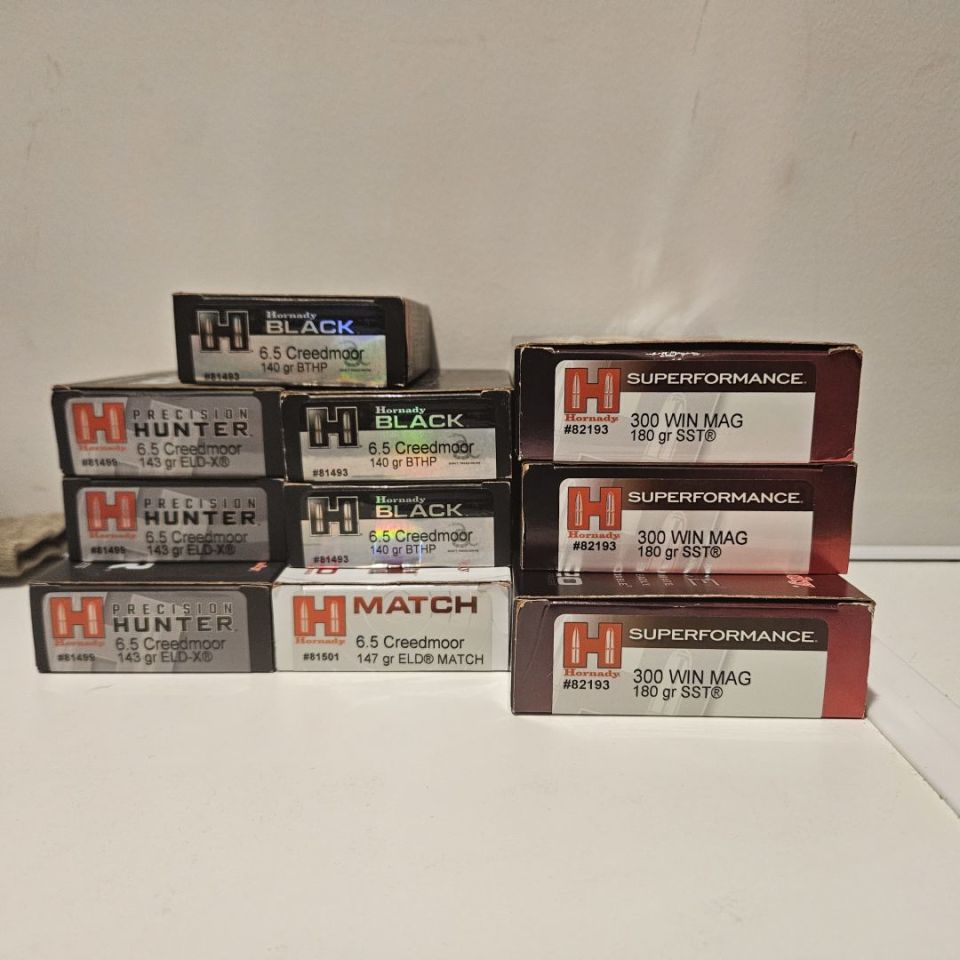 Hornady
BLACK
6.5 Creedmoor
140 gr BTHP
#81493
PRECISION
HUNTER
Hornady
6.5 Creedmoor
#81499
143 gr ELD-X®
Hornady
BLACK
6.5 Creedmoor
140 gr BTHP
#81493
PRECISION
HUNTER
Hornady
6.5 Creedmoor
#81499
143 gr ELD-X®
Hornady
BLACK
6.5 Creedmoor
140 gr BTHP
#81493
PRECISION
HUNTER
Hornady
6.5 Creedmoor
#81499
143 gr ELD-X®
MATCH
Hornady
6.5 Creedmoor
#81501
147 gr ELD® MATCH
SUPERFORMANCE
Hornady
300 WIN MAG
#82193
180 gr SST®
SUPERFORMANCE
Hornady
300 WIN MAG
#82193
180 gr SST®
SUPERFORMANCE
Hornady
300 WIN MAG
#82193
180 gr SST®